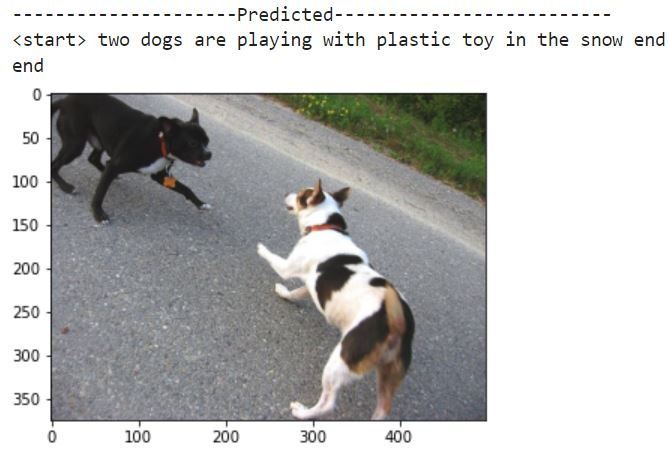 ---------------------Predicted--------------------------
<start> two dogs are playing with plastic toy in the snow end
end
0
50
100
150
200
250
300
350
0 100 200 300 400